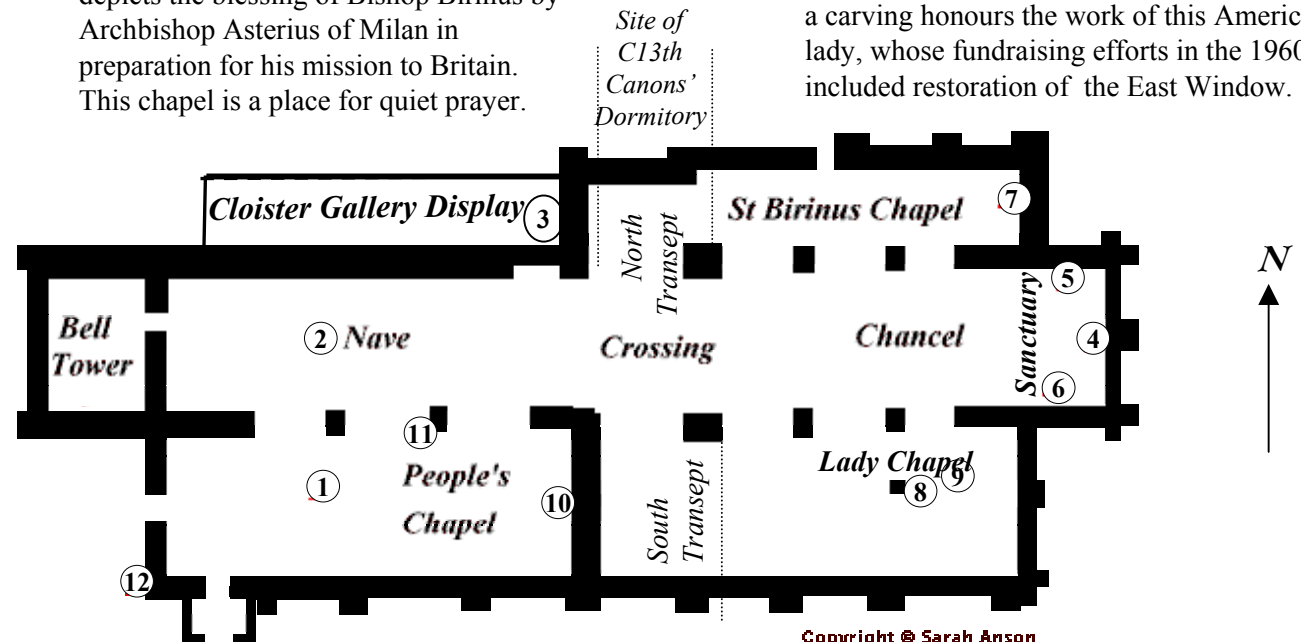 depicts the blessing of Bishop Birinus by
Archbishop Asterius of Milan in
preparation for his mission to Britain.
This chapel is a place for quiet prayer.
Site of
C13th
Canons'
Dormitory
a carving honours the work of this Americ
lady, whose fundraising efforts in the 1960
included restoration of the East Window.
Cloister Gallery Display
3
North
Transept
St Birinus Chapel
7
N
5
Bell
Tower
2
Nave
Crossing
Chancel
Sanctuary
4
6
11
1
People's
Chapel
10
South
Transept
Lady Chapel
8
9
12
Copyright © Sarah Anson